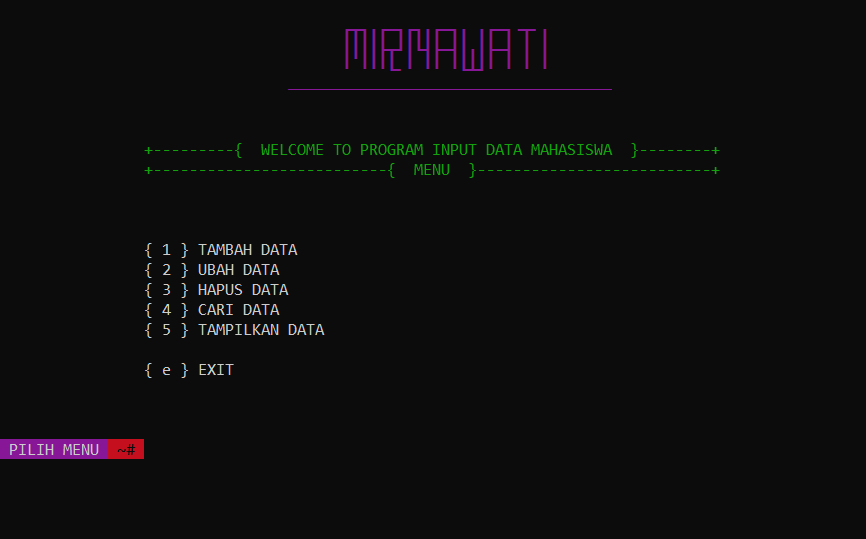 +---------{  WELCOME TO PROGRAM INPUT DATA MAHASISWA  }--------+
+--------------------------{  MENU  }--------------------------+
{ 1 } TAMBAH DATA
{ 2 } UBAH DATA
{ 3 } HAPUS DATA
{ 4 } CARI DATA
{ 5 } TAMPILKAN DATA
{ e } EXIT
PILIH MENU ~#